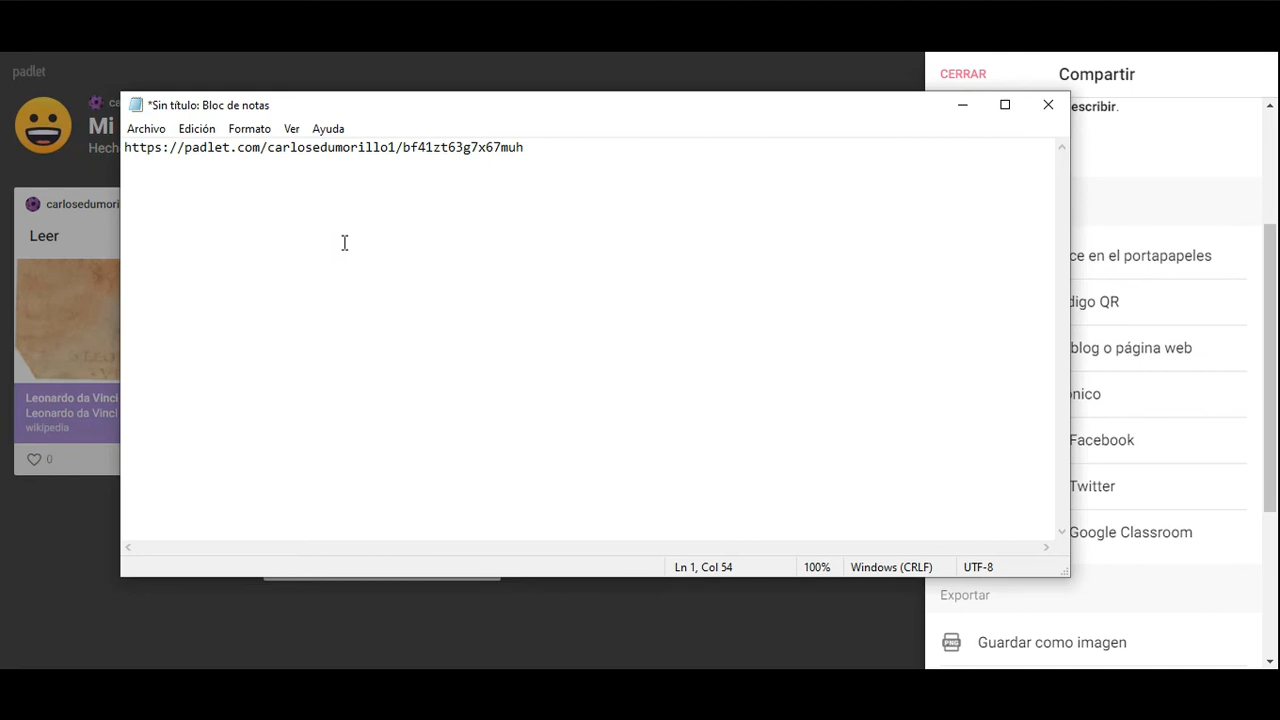 padlet
CERRAR
Compartir
escribir.
Mi
Hech
*Sin título: Bloc de notas
Archivo Edición Formato Ver Ayuda
https://padlet.com/carlosedumorillo1/bf41zt63g7x67muh
carlosedumori
Leer
Leonardo da Vinci
Leonardo da Vinci
wikipedia
0
ce en el portapapeles
digo QR
blog o página web
ónico
Facebook
Twitter
Google Classroom
Ln 1, Col 54
100%
Windows (CRLF)
UTF-8
Exportar
Guardar como imagen